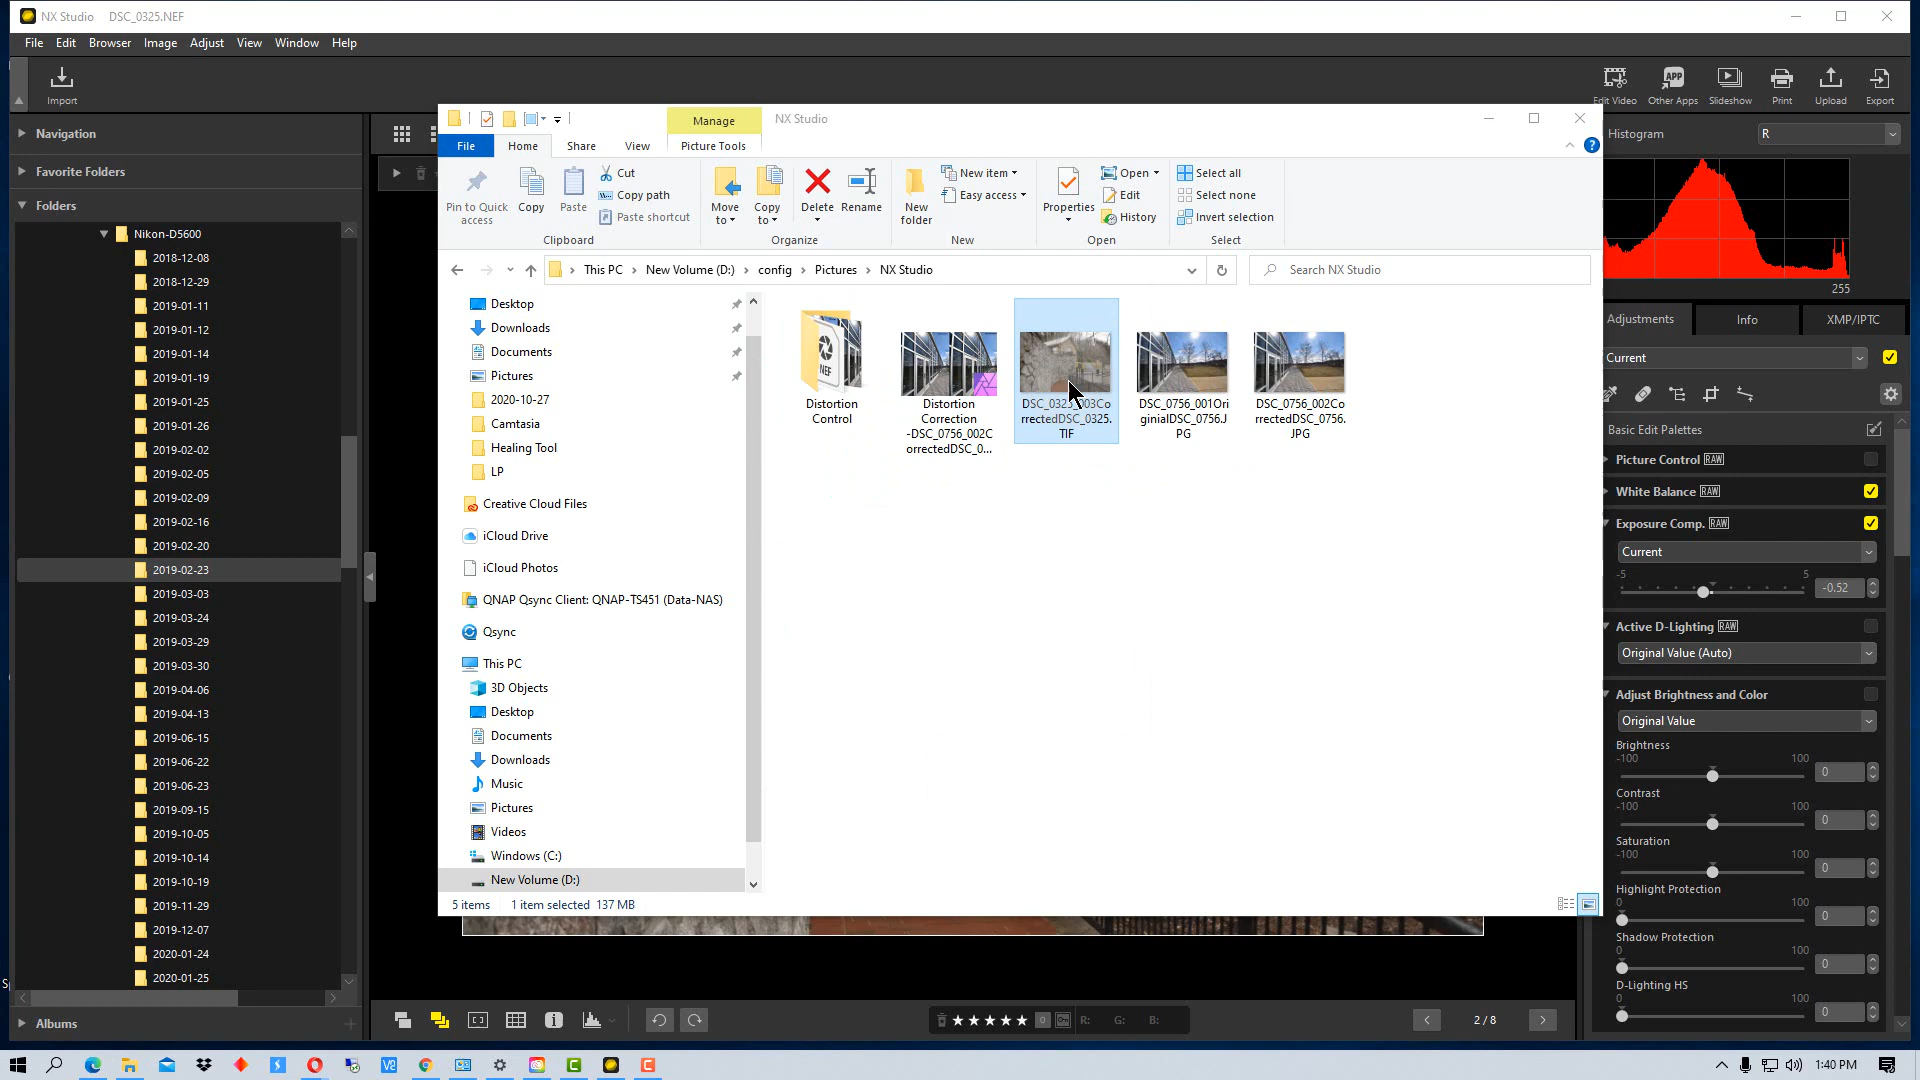 NX Studio DSC_0325.NEF
File Edit Browser Image Adjust View Window Help
Import
Edit Video Other Apps Slideshow Print Upload Export
Navigation
Favorite Folders
Folders
Nikon-D5600
2018-12-08
2018-12-29
2019-01-11
2019-01-12
2019-01-14
2019-01-19
2019-01-25
2019-01-26
2019-02-02
2019-02-05
2019-02-09
2019-02-16
2019-02-20
2019-02-23
2019-03-03
2019-03-24
2019-03-29
2019-03-30
2019-04-06
2019-04-13
2019-06-15
2019-06-22
2019-06-23
2019-09-15
2019-10-05
2019-10-14
2019-10-19
2019-11-29
2019-12-07
2020-01-24
2020-01-25
Albums
Manage NX Studio
File Home Share View Picture Tools
Pin to Quick access
Copy
Paste
Cut
Copy path
Paste shortcut
Clipboard
Move to
Copy to
Delete
Rename
Organize
New folder
New item
Easy access
New
Properties
Open
Edit
History
Open
Select all
Select none
Invert selection
Select
This PC New Volume (D:) config Pictures NX Studio
Search NX Studio
Desktop
Downloads
Documents
Pictures
2020-10-27
Camtasia
Healing Tool
LP
Creative Cloud Files
iCloud Drive
iCloud Photos
QNAP Qsync Client: QNAP-TS451 (Data-NAS)
Qsync
This PC
3D Objects
Desktop
Documents
Downloads
Music
Pictures
Videos
Windows (C:)
New Volume (D:)
NEF
Distortion
Control
Distortion
Correction
-DSC_0756_002C
orrectedDSC_0...
DSC_0325_003Co
rrectedDSC_0325.
TIF
DSC_0756_001Ori
ginialDSC_0756.J
PG
DSC_0756_002Co
rrectedDSC_0756.
JPG
5 items 1 item selected 137 MB
R: G: B:
2 / 8
Histogram R
255
Adjustments Info XMP/IPTC
Current
Basic Edit Palettes
Picture Control RAW
White Balance RAW
Exposure Comp. RAW
Current
-5 5
-0.52
Active D-Lighting RAW
Original Value (Auto)
Adjust Brightness and Color
Original Value
Brightness
-100 100
0
Contrast
-100 100
0
Saturation
-100 100
0
Highlight Protection
0 100
0
Shadow Protection
0 100
0
D-Lighting HS
0 100
0
1:40 PM